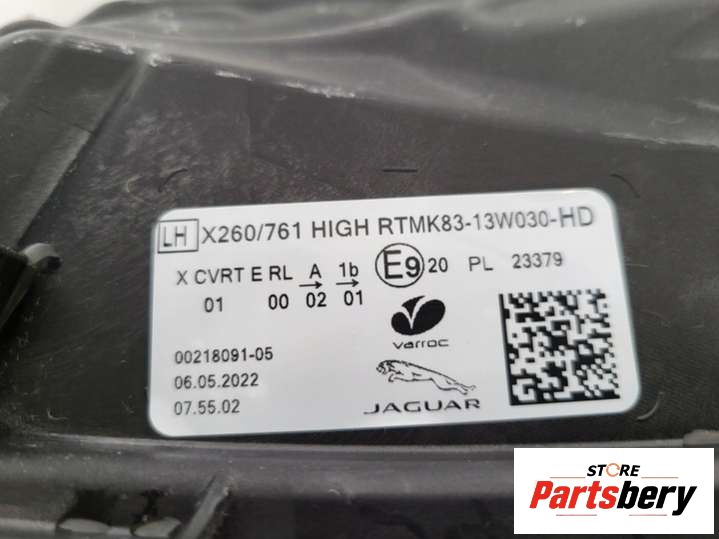 LH X260/761 HIGH RTMK83-13W030-HD
X CVRT E RL A → 1b → E9 20 PL 23379
01 00 02 01
varroc
00218091-05
06.05.2022
07.55.02
JAGUAR
STORE
Partsbery